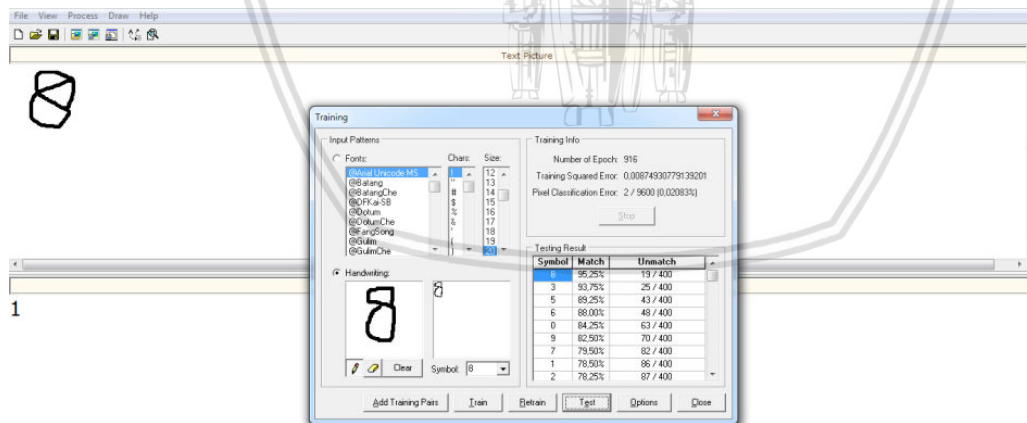 File View Process Draw Help
Text Picture
8
Training
Input Patterns
Fonts:
@Arial Unicode MS
@Batang
@BatangChe
@DFKai-SB
@Dotum
@DotumChe
@FangSong
@Gulim
@GulimChe
Chars:
!
"
#
$
%
&
'
(
)
Size:
12
13
14
15
16
17
18
19
20
Handwriting:
8
8
Clear
Symbol: 8
Training Info
Number of Epoch: 916
Training Squared Error: 0,00874930779139201
Pixel Classification Error: 2 / 9600 (0,02083%)
Stop
Testing Result
Symbol Match Unmatch
8 95,25% 19 / 400
3 93,75% 25 / 400
5 89,25% 43 / 400
6 88,00% 48 / 400
0 84,25% 63 / 400
9 82,50% 70 / 400
7 79,50% 82 / 400
1 78,50% 86 / 400
2 78,25% 87 / 400
Add Training Pairs Train Retrain Test Options Close
1